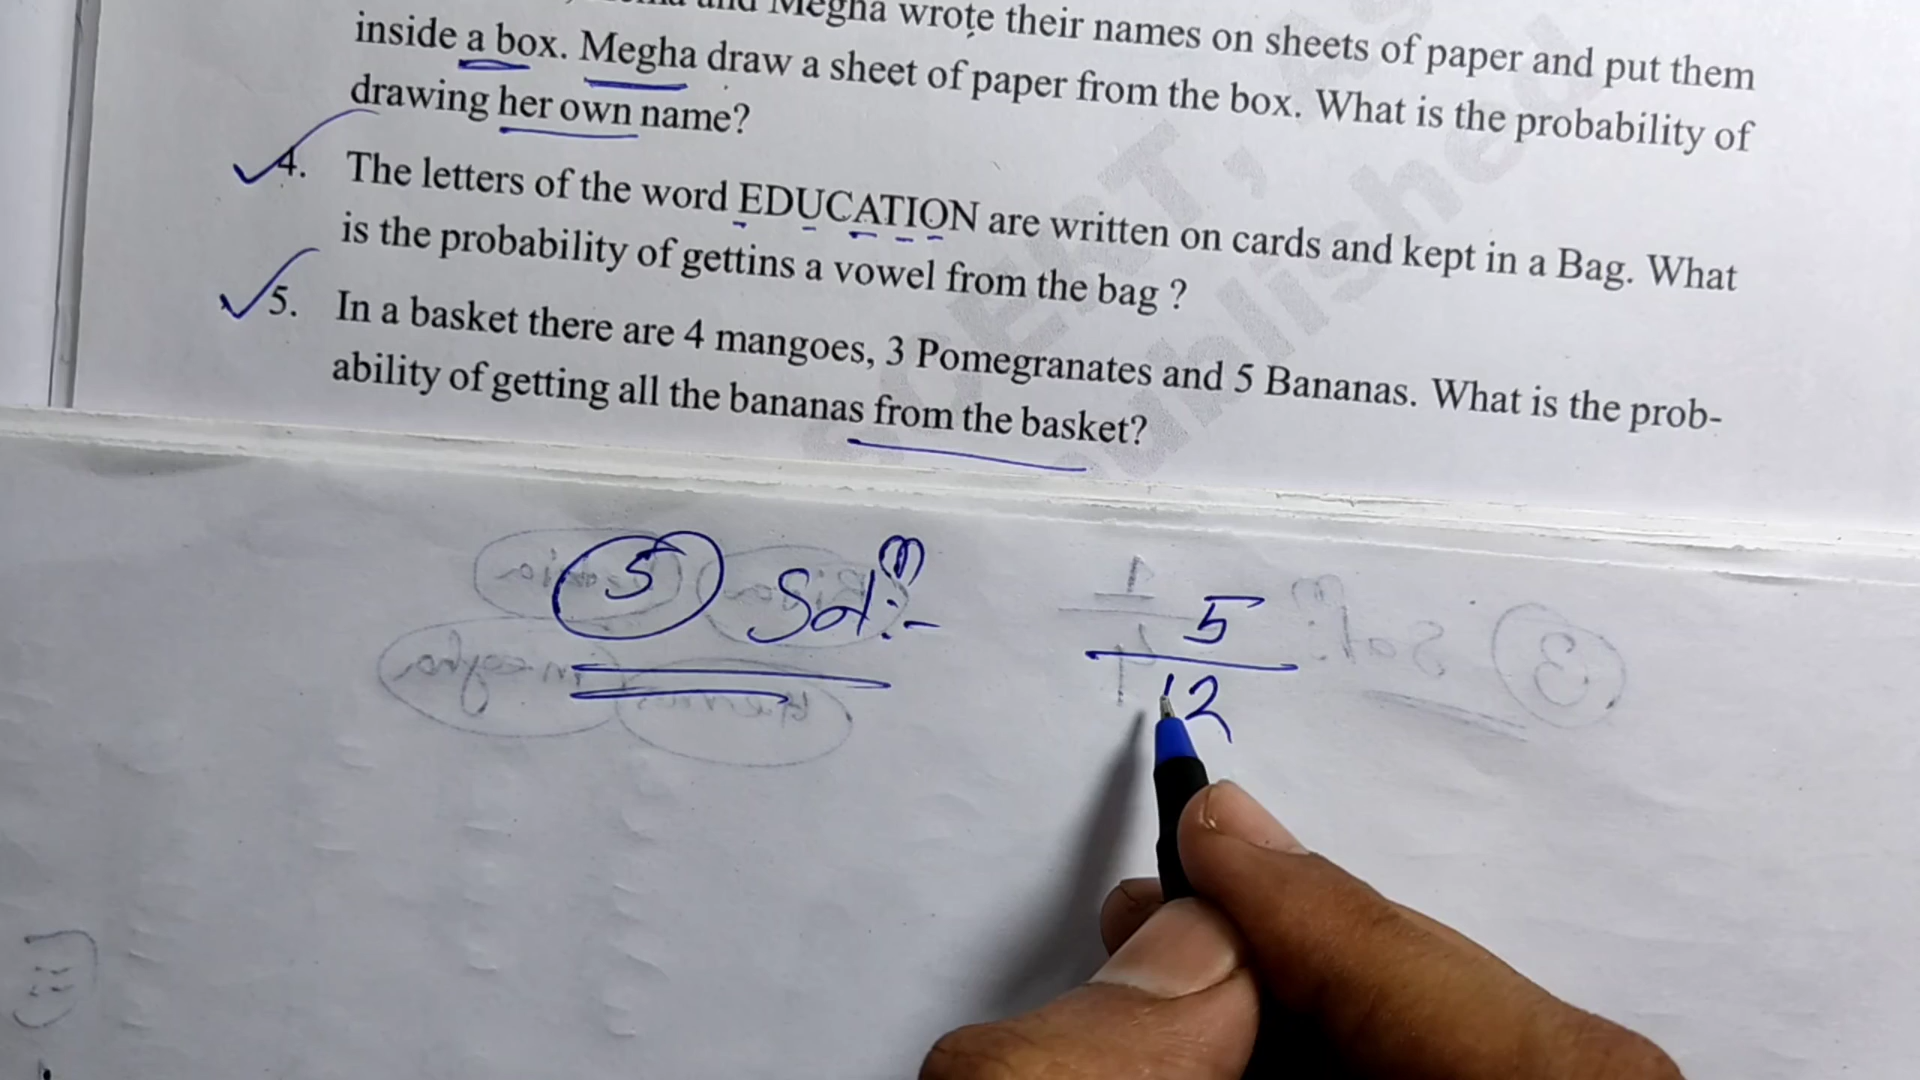 and Megha wrote their names on sheets of paper and put them
inside a box. Megha draw a sheet of paper from the box. What is the probability of
drawing her own name?
4. The letters of the word EDUCATION are written on cards and kept in a Bag. What
is the probability of gettins a vowel from the bag ?
5. In a basket there are 4 mangoes, 3 Pomegranates and 5 Bananas. What is the prob-
ability of getting all the bananas from the basket?
5 Solⁿ:-
5
12